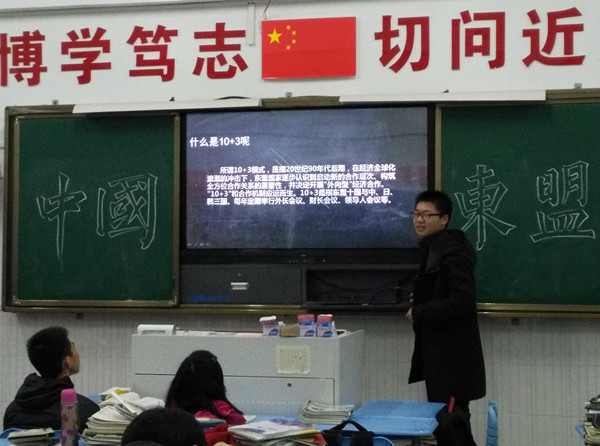 博学笃志 切问近
什么是10+3呢
所谓10+3模式，是指20世纪90年代后期，在经济全球化
浪潮的冲击下，东盟国家逐步认识到启动新的合作层次、构筑
全方位合作关系的重要性，并决定开展“外向型”经济合作。
“10+3”和合作机制应运而生。10+3是指东盟十国与中、日、
韩三国，每年定期举行外长会议、财长会议、领导人会议等。
中國
東盟